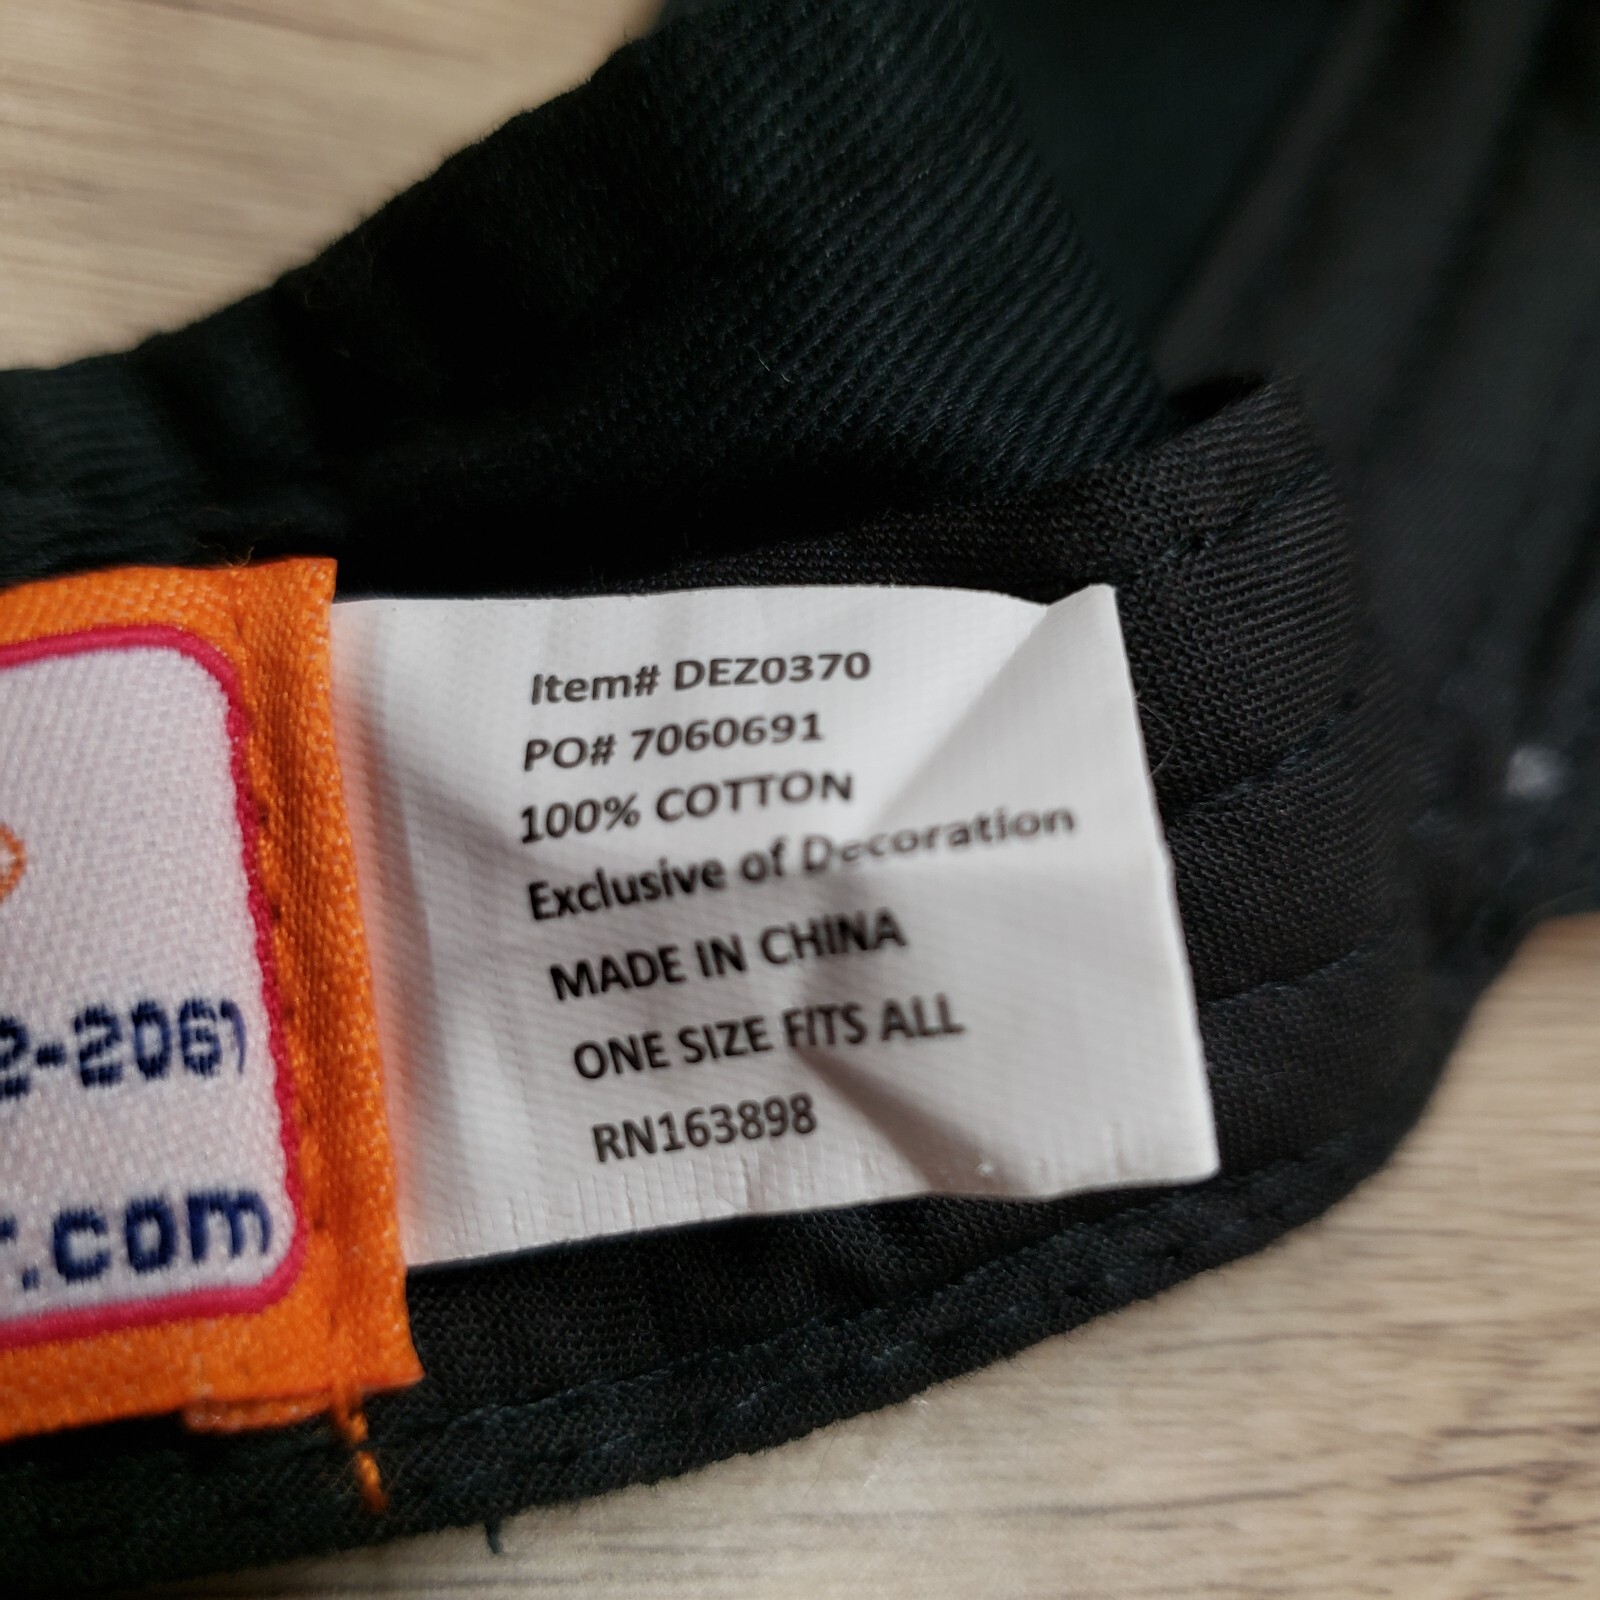 Item# DEZ0370
PO# 7060691
100% COTTON
Exclusive of Decoration
MADE IN CHINA
ONE SIZE FITS ALL
RN163898
2-2061
.com